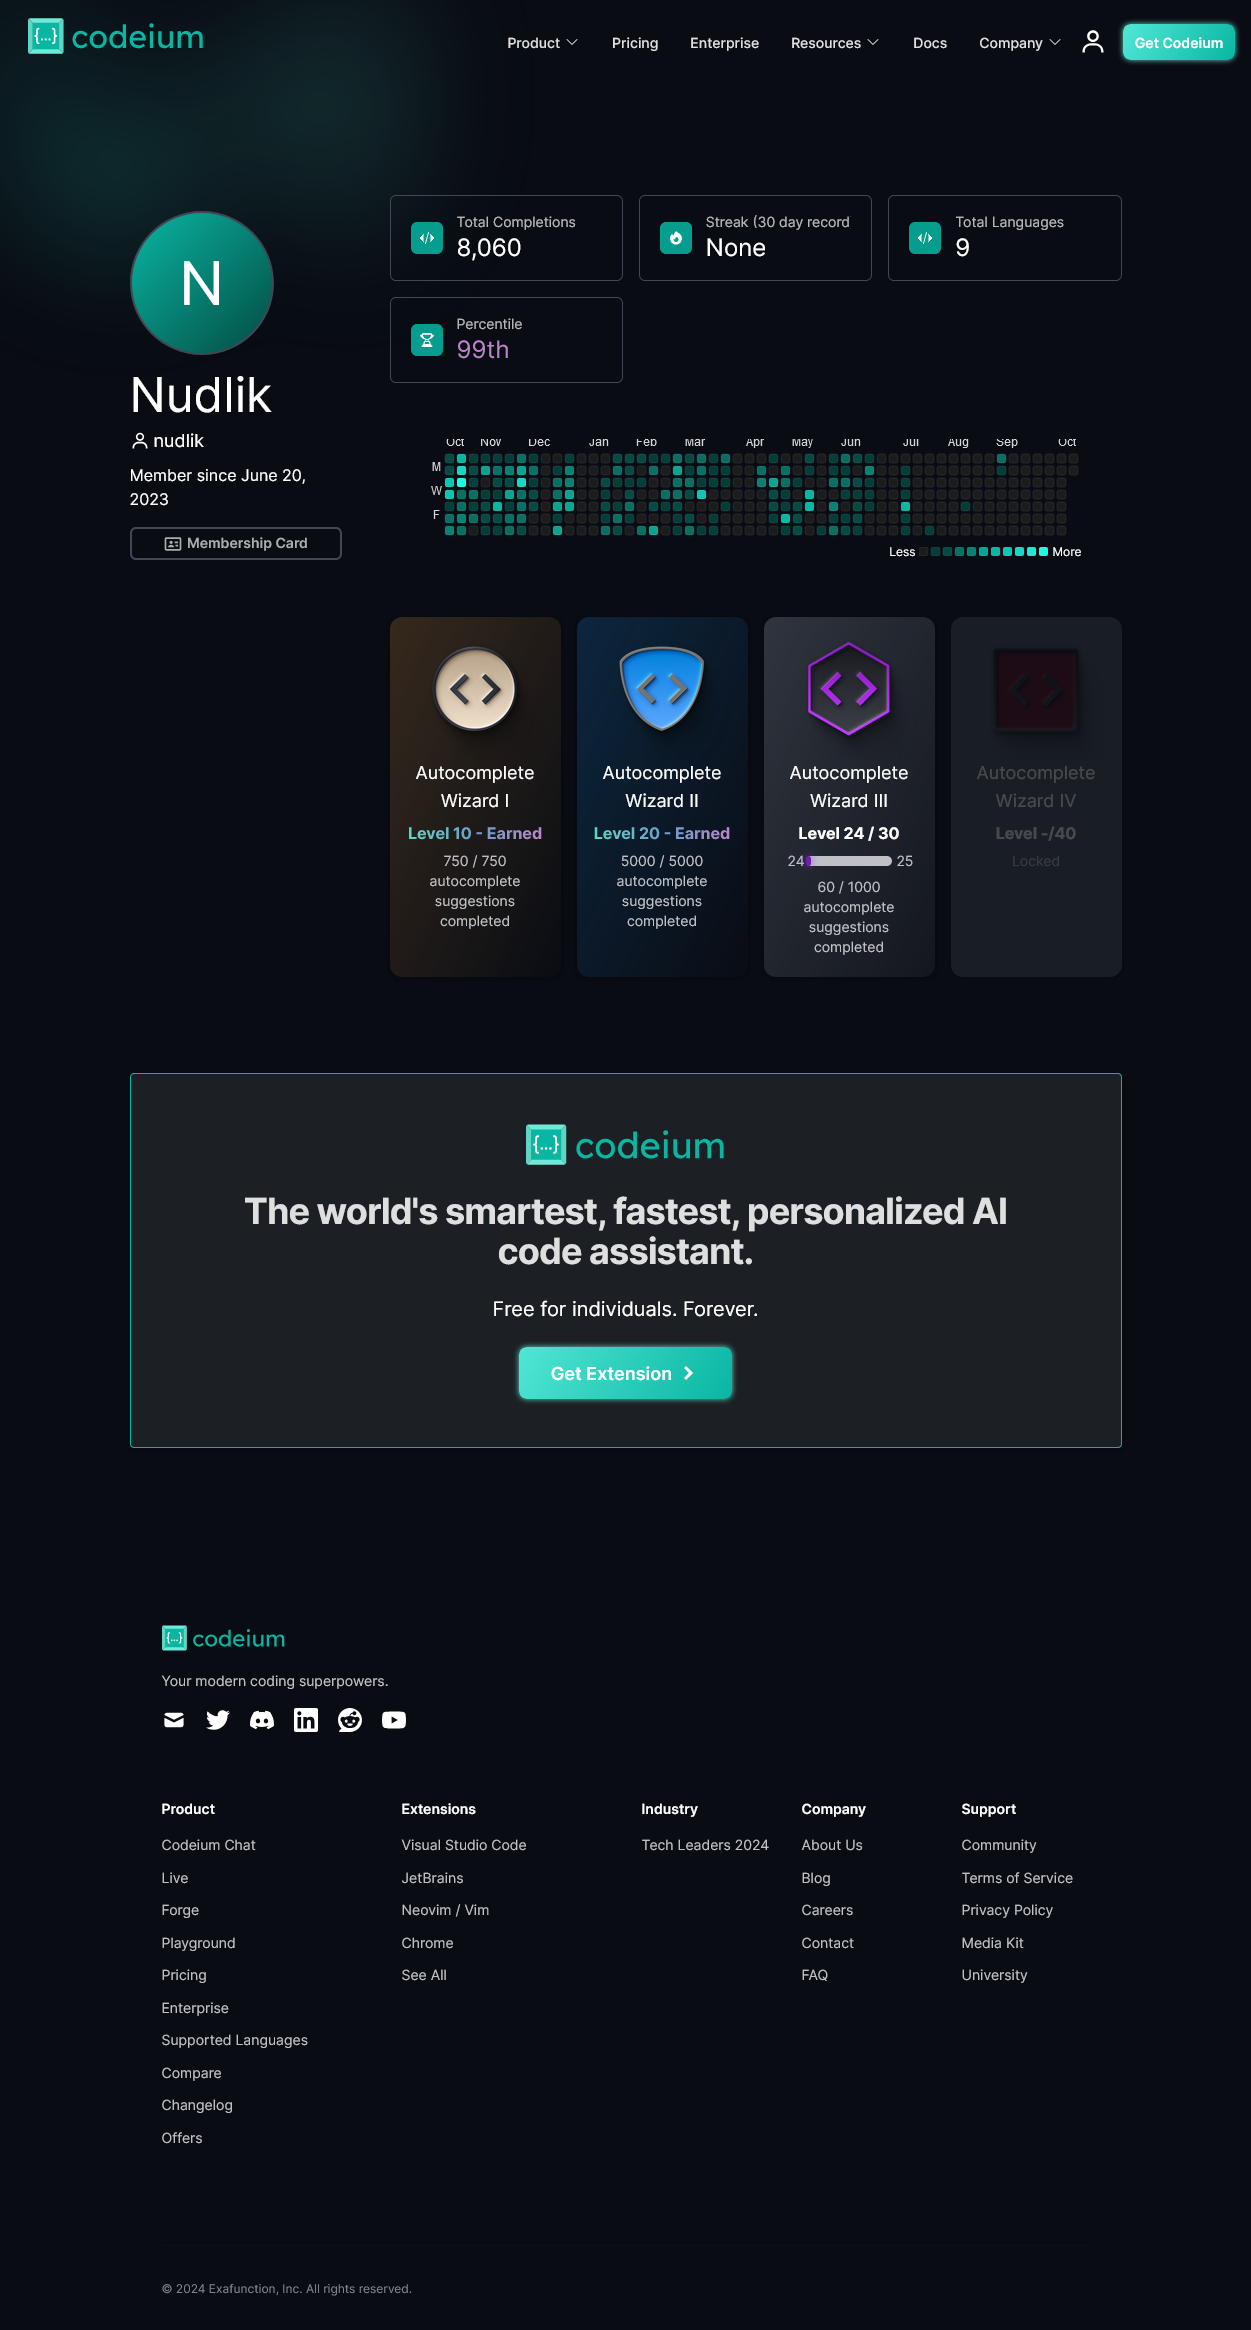 codeium
Product
Pricing
Enterprise
Resources
Docs
Company
Get Codeium
N
Nudlik
nudlik
Member since June 20,
2023
Membership Card
Total Completions
8,060
Streak (30 day record
None
Total Languages
9
Percentile
99th
Oct Nov Dec Jan Feb Mar Apr May Jun Jul Aug Sep Oct
M
W
F
Less More
Autocomplete
Wizard I
Level 10 - Earned
750 / 750
autocomplete
suggestions
completed
Autocomplete
Wizard II
Level 20 - Earned
5000 / 5000
autocomplete
suggestions
completed
Autocomplete
Wizard III
Level 24 / 30
24 25
60 / 1000
autocomplete
suggestions
completed
Autocomplete
Wizard IV
Level -/40
Locked
{...} codeium
The world's smartest, fastest, personalized AI
code assistant.
Free for individuals. Forever.
Get Extension
{...} codeium
Your modern coding superpowers.
Product
Codeium Chat
Live
Forge
Playground
Pricing
Enterprise
Supported Languages
Compare
Changelog
Offers
Extensions
Visual Studio Code
JetBrains
Neovim / Vim
Chrome
See All
Industry
Tech Leaders 2024
Company
About Us
Blog
Careers
Contact
FAQ
Support
Community
Terms of Service
Privacy Policy
Media Kit
University
© 2024 Exafunction, Inc. All rights reserved.